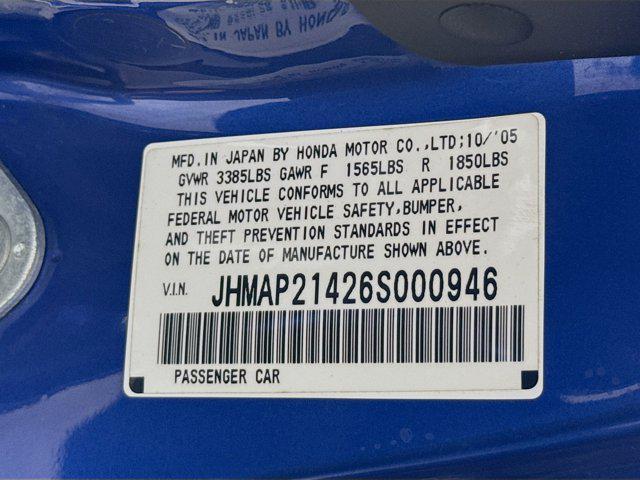 MFD. IN JAPAN BY HONDA MOTOR CO.,LTD;10/'05
GVWR 3385LBS GAWR F 1565LBS R 1850LBS
THIS VEHICLE CONFORMS TO ALL APPLICABLE
FEDERAL MOTOR VEHICLE SAFETY,BUMPER,
AND THEFT PREVENTION STANDARDS IN EFFECT
ON THE DATE OF MANUFACTURE SHOWN ABOVE.
V.I.N. JHMAP21426S000946
PASSENGER CAR